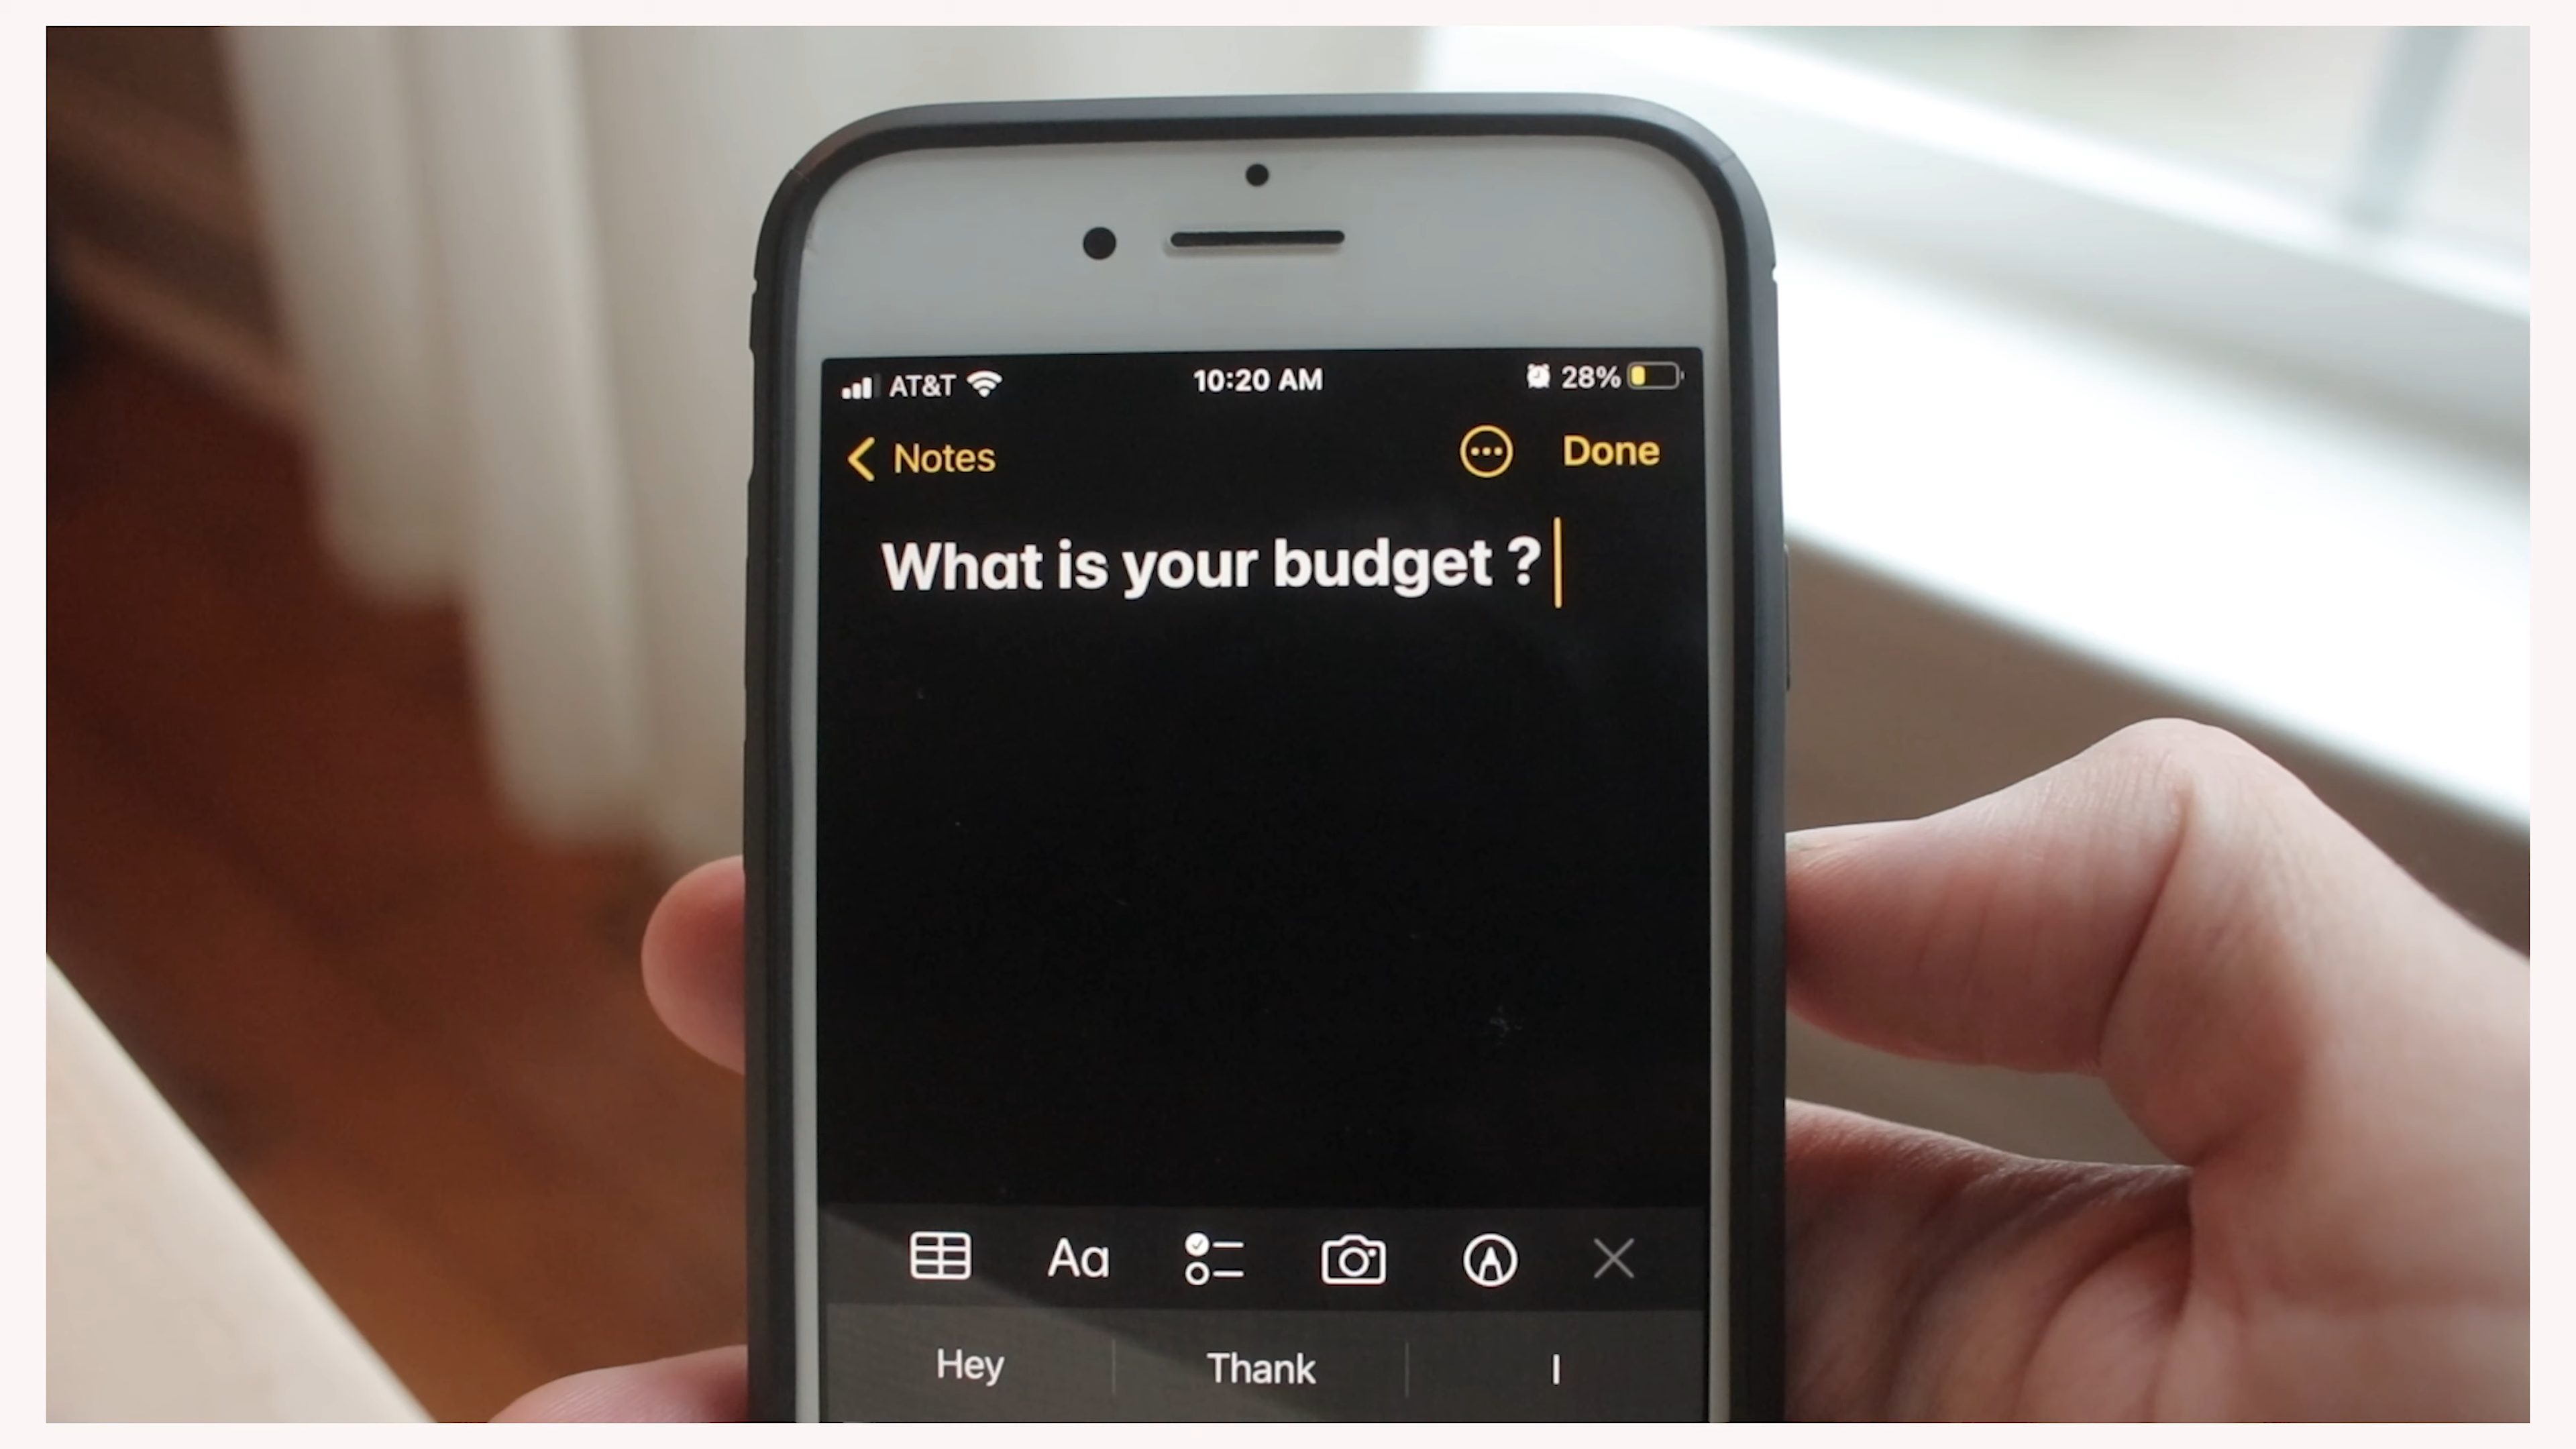 AT&T 10:20 AM 28%
Notes Done
What is your budget ?
Aa
Hey Thank I